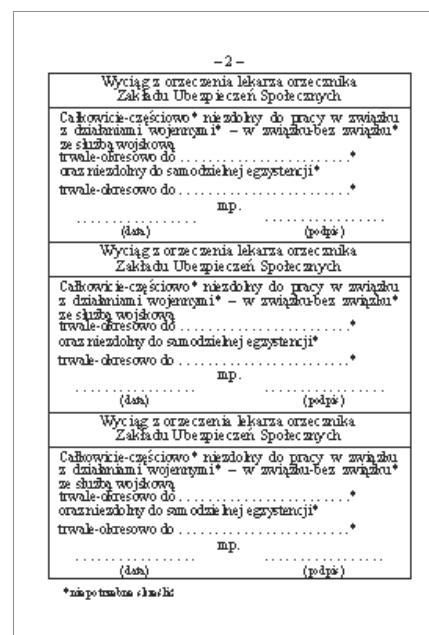 – 2 –
Wyciąg z orzeczenia lekarza orzecznika
Zakładu Ubezpieczeń Społecznych
Całkowicie-częściowo* niezdolny do pracy w związku
z działaniami wojennymi* – w związku-bez związku*
ze służbą wojskową
trwale-okresowo do . . . . . . . . . . . . . . . . . . . . . . . .*
oraz niezdolny do samodzielnej egzystencji*
trwale-okresowo do . . . . . . . . . . . . . . . . . . . . . . . .*
mp.
. . . . . . . . . . . . . . . . . . . . . . . . . . . . . . . . . .
(data) (podpis)
Wyciąg z orzeczenia lekarza orzecznika
Zakładu Ubezpieczeń Społecznych
Całkowicie-częściowo* niezdolny do pracy w związku
z działaniami wojennymi* – w związku-bez związku*
ze służbą wojskową
trwale-okresowo do . . . . . . . . . . . . . . . . . . . . . . . .*
oraz niezdolny do samodzielnej egzystencji*
trwale-okresowo do . . . . . . . . . . . . . . . . . . . . . . . .*
mp.
. . . . . . . . . . . . . . . . . . . . . . . . . . . . . . . . . .
(data) (podpis)
Wyciąg z orzeczenia lekarza orzecznika
Zakładu Ubezpieczeń Społecznych
Całkowicie-częściowo* niezdolny do pracy w związku
z działaniami wojennymi* – w związku-bez związku*
ze służbą wojskową
trwale-okresowo do . . . . . . . . . . . . . . . . . . . . . . . .*
oraz niezdolny do samodzielnej egzystencji*
trwale-okresowo do . . . . . . . . . . . . . . . . . . . . . . . .*
mp.
. . . . . . . . . . . . . . . . . . . . . . . . . . . . . . . . . .
(data) (podpis)
*niepotrzebne skreślić